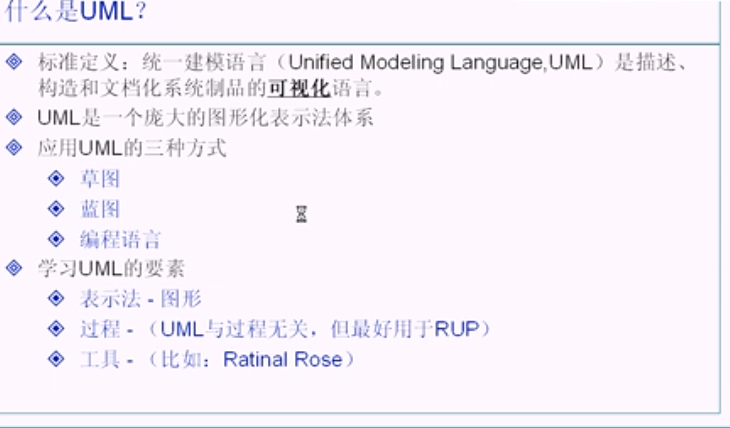 什么是UML?
标准定义：统一建模语言（Unified Modeling Language,UML）是描述、
构造和文档化系统制品的可视化语言。
UML是一个庞大的图形化表示法体系
应用UML的三种方式
草图
蓝图
编程语言
学习UML的要素
表示法 - 图形
过程 - （UML与过程无关，但最好用于RUP）
工具 - （比如：Ratinal Rose）